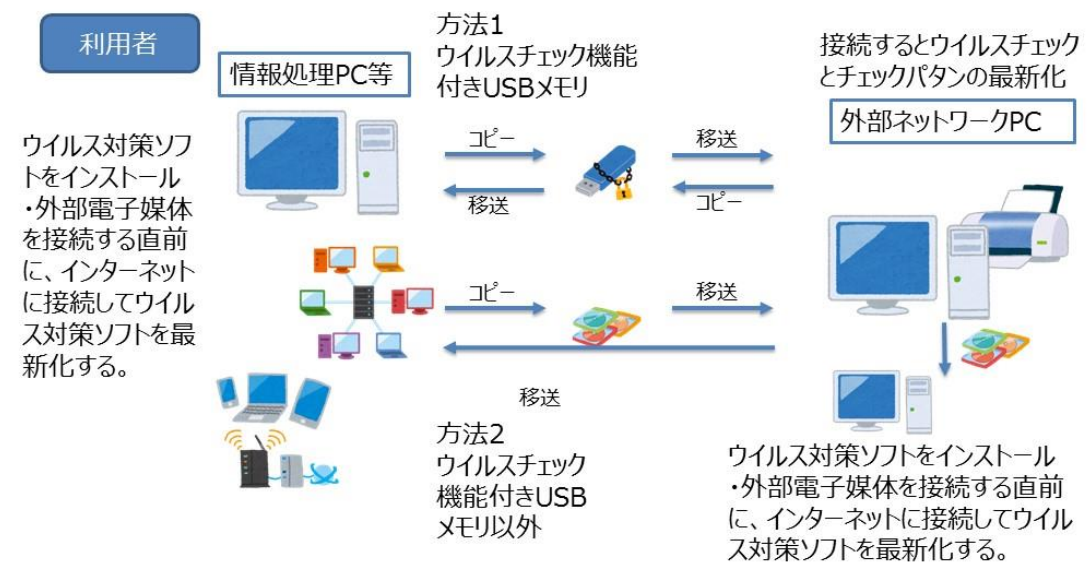 利用者
情報処理PC等
方法1
ウイルスチェック機能
付きUSBメモリ
接続するとウイルスチェック
とチェックパタンの最新化
外部ネットワークPC
ウイルス対策ソフ
トをインストール
・外部電子媒体
を接続する直前
に、インターネット
に接続してウイル
ス対策ソフトを最
新化する。
コピー
移送
移送
コピー
コピー
移送
移送
方法2
ウイルスチェック
機能付きUSB
メモリ以外
ウイルス対策ソフトをインストール
・外部電子媒体を接続する直前
に、インターネットに接続してウイル
ス対策ソフトを最新化する。